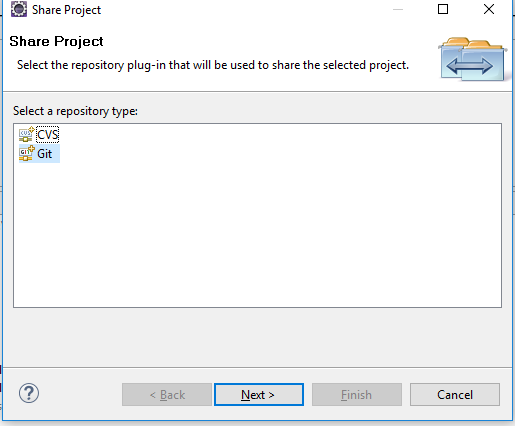 Share Project
Share Project
Select the repository plug-in that will be used to share the selected project.
Select a repository type:
CVS
Git
< Back
Next >
Finish
Cancel